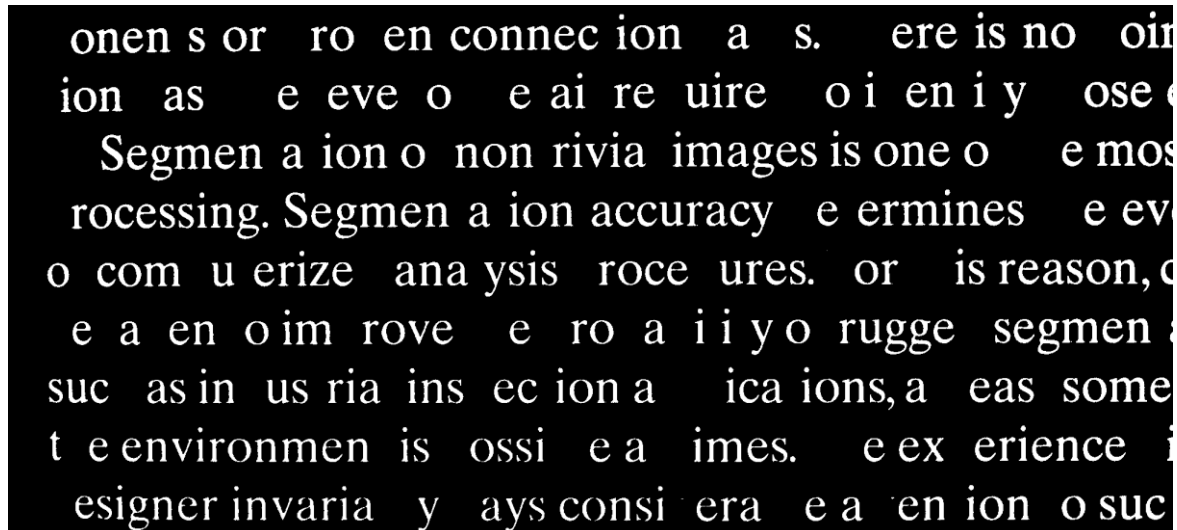 onen s or ro en connec ion a s. ere is no oin
ion as e eve o e ai re uire o i en i y ose e
Segmen a ion o non rivia images is one o e mos
rocessing. Segmen a ion accuracy e ermines e eve
o com u erize ana ysis roce ures. or is reason, c
e a en o im rove e ro a i i y o rugge segmen a
suc as in us ria ins ec ion a ica ions, a eas some
t e environmen is ossi e a imes. e ex erience i
esigner invaria y ays consi era e a en ion o suc